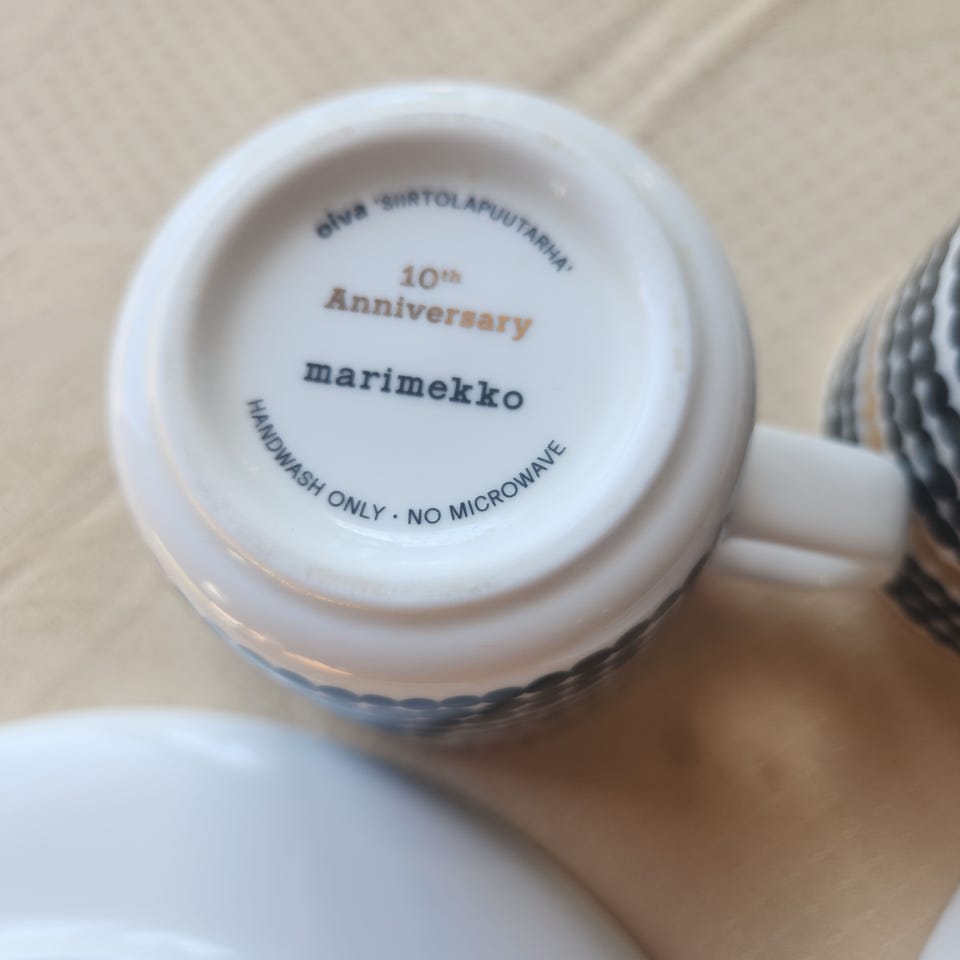 oiva 'SIIRTOLAPUUTARHA'
10th
Anniversary
marimekko
HANDWASH ONLY · NO MICROWAVE